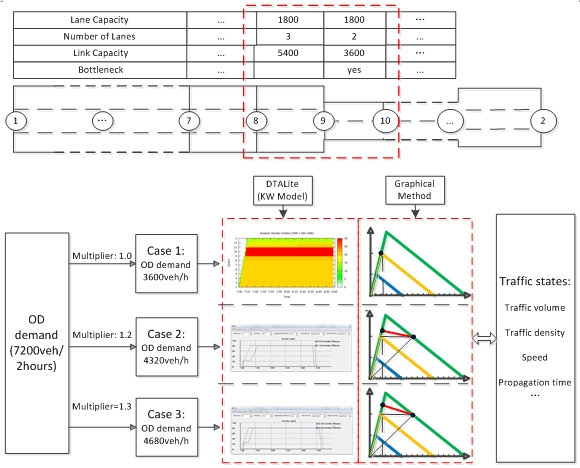 Lane Capacity ... 1800 1800 ...
Number of Lanes ... 3 2 ...
Link Capacity ... 5400 3600 ...
Bottleneck ... yes ...
1 ... 7 8 9 10 ... 2
DTALite
(KW Model)
Graphical
Method
OD
demand
(7200veh/
2hours)
Multiplier: 1.0
Case 1:
OD demand
3600veh/h
Multiplier: 1.2
Case 2:
OD demand
4320veh/h
Multiplier=1.3
Case 3:
OD demand
4680veh/h
Time
Traffic states:
Traffic volume
Traffic density
Speed
Propagation time
...